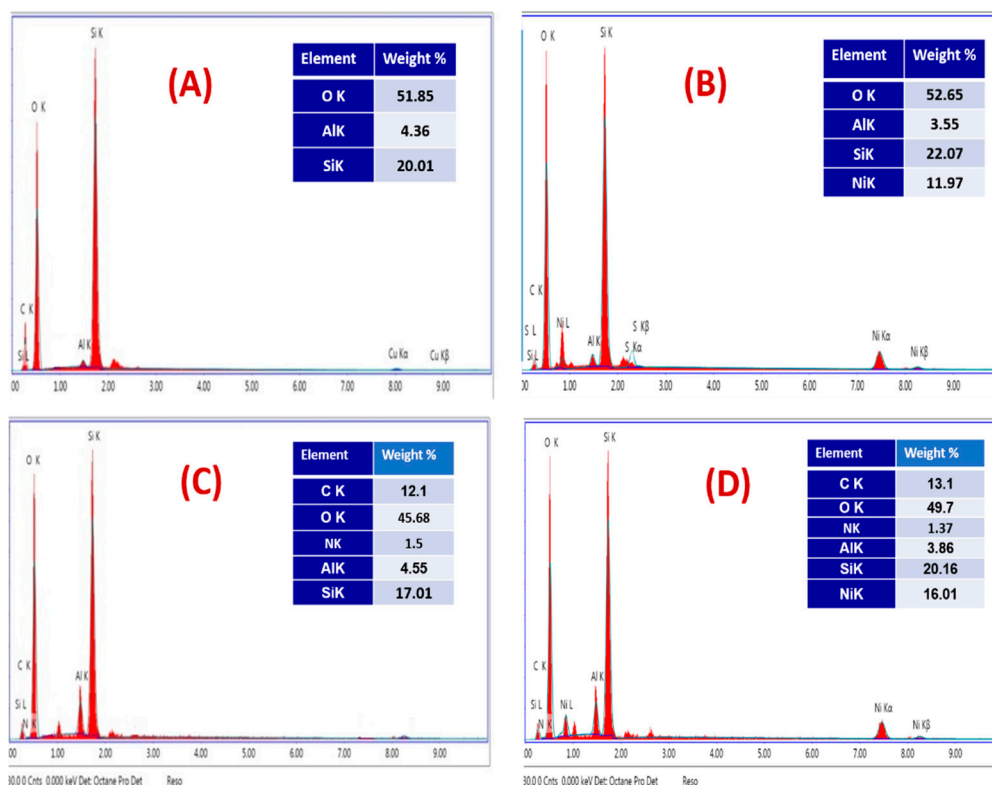 (A)
Si K
O K
C K
Si L
Al K
Cu Kα
Cu Kβ
Element Weight %
O K 51.85
AlK 4.36
SiK 20.01
.00 1.00 2.00 3.00 4.00 5.00 6.00 7.00 8.00 9.00
(B)
O K
Si K
C K
S L
Si L
Ni L
Al K
S Kβ
S Kα
Ni Kα
Ni Kβ
Element Weight %
O K 52.65
AlK 3.55
SiK 22.07
NiK 11.97
.00 1.00 2.00 3.00 4.00 5.00 6.00 7.00 8.00 9.00
(C)
Si K
O K
C K
Si L
N K
Al K
Element Weight %
C K 12.1
O K 45.68
NK 1.5
AlK 4.55
SiK 17.01
.00 1.00 2.00 3.00 4.00 5.00 6.00 7.00 8.00 9.00
30.0 0 Cnts 0.000 keV Det: Octane Pro Det Reso
(D)
O K
Si K
C K
Si L
N K
Ni L
Al K
Ni Kα
Ni Kβ
Element Weight %
C K 13.1
O K 49.7
NK 1.37
AlK 3.86
SiK 20.16
NiK 16.01
.00 1.00 2.00 3.00 4.00 5.00 6.00 7.00 8.00 9.00
30.0 0 Cnts 0.000 keV Det: Octane Pro Det Reso